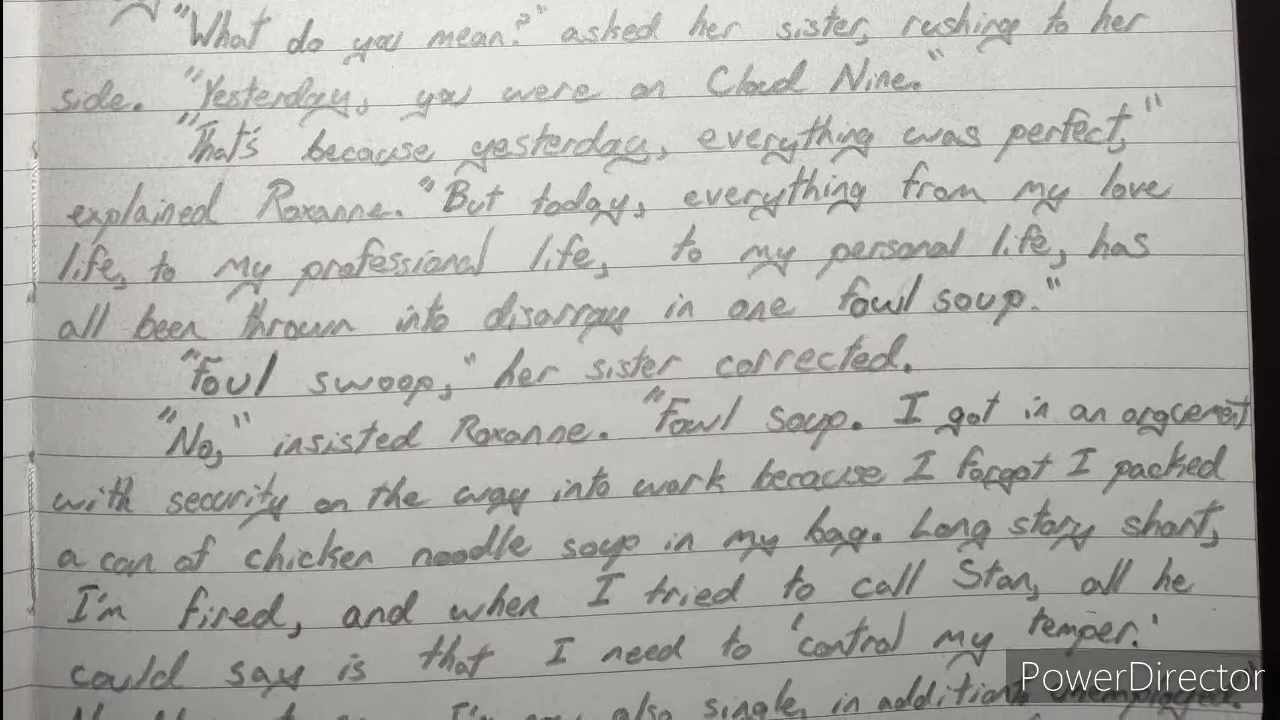 "What do you mean?" asked her sister, rushing to her
side. "Yesterday, you were on Cloud Nine."
"That's because yesterday, everything was perfect,"
explained Roxanne. "But today, everything from my love
life, to my professional life, to my personal life, has
all been thrown into disarray in one fowl soup."
"Foul swoop," her sister corrected.
"No," insisted Roxanne. "Fowl soup. I got in an argument
with security on the way into work because I forgot I packed
a can of chicken noodle soup in my bag. Long story short,
I'm fired, and when I tried to call Stan, all he
could say is that I need to 'control my temper.'
also single, in addition to unemployed."
PowerDirector